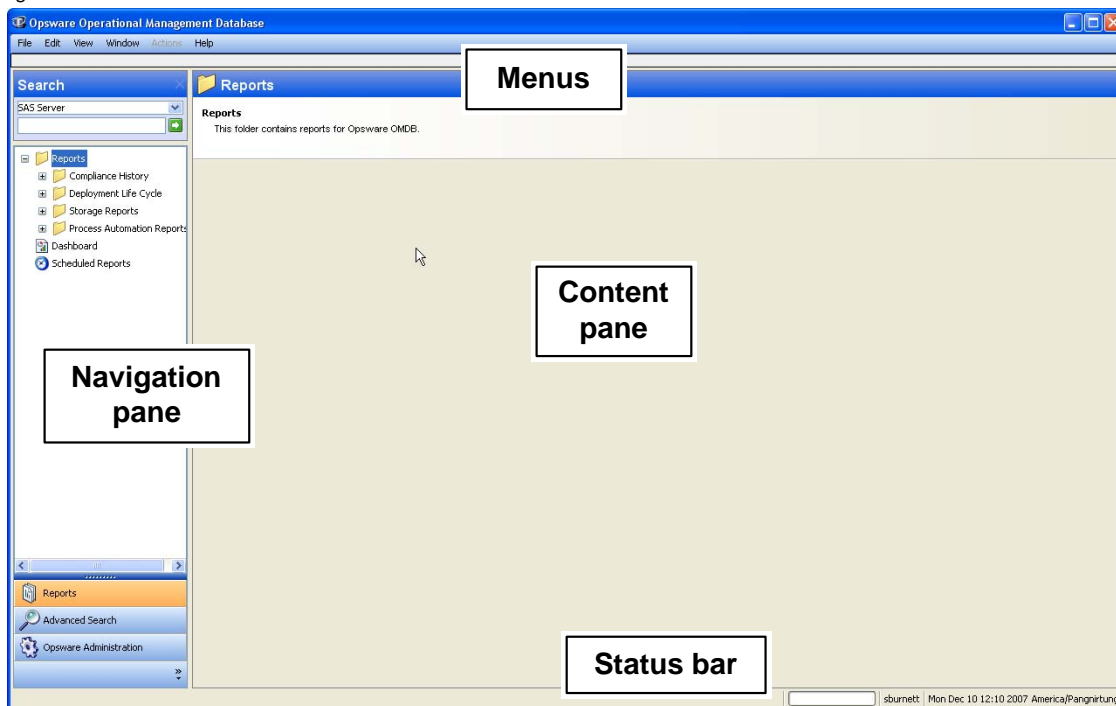 Opsware Operational Management Database
File Edit View Window Actions Help
Menus
Search
Reports
SAS Server
Reports
This folder contains reports for Opsware OMDB.
Reports
Compliance History
Deployment Life Cycle
Storage Reports
Process Automation Reports
Dashboard
Scheduled Reports
Content
pane
Navigation
pane
Reports
Advanced Search
Opsware Administration
Status bar
sburnett Mon Dec 10 12:10 2007 America/Pangnirtung